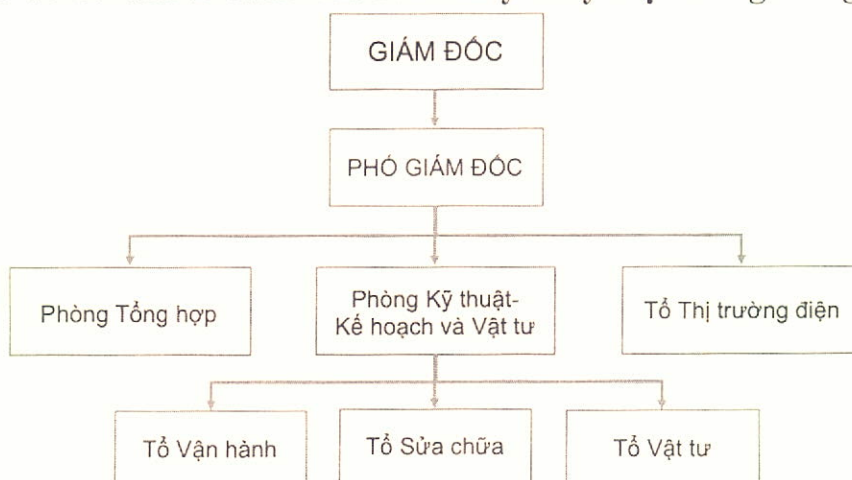 GIÁM ĐỐC
PHÓ GIÁM ĐỐC
Phòng Tổng hợp
Phòng Kỹ thuật-
Kế hoạch và Vật tư
Tổ Thị trường điện
Tổ Vận hành
Tổ Sửa chữa
Tổ Vật tư